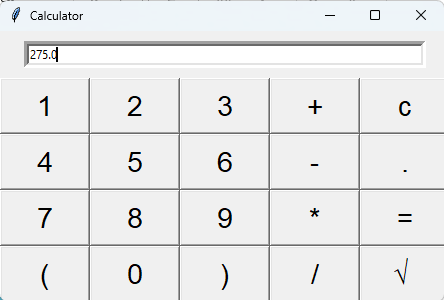 Calculator
275.0
1 2 3 + c
4 5 6 - .
7 8 9 * =
( 0 ) / √